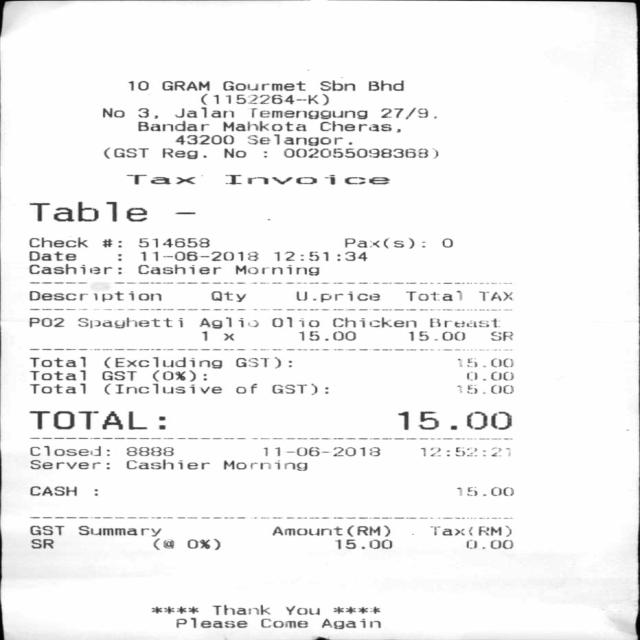 10 GRAM Gourmet Sbn Bhd
(1152264-K)
No 3, Jalan Temenggung 27/9,
Bandar Mahkota Cheras,
43200 Selangor.
(GST Reg. No : 002055098368)
Tax Invoice
Table -
Check #: 514658 Pax(s): 0
Date : 11-06-2018 12:51:34
Cashier: Cashier Morning
Description Qty U.price Total TAX
P02 Spaghetti Aglio Olio Chicken Breast
1 x 15.00 15.00 SR
Total (Excluding GST): 15.00
Total GST (0%): 0.00
Total (Inclusive of GST): 15.00
TOTAL: 15.00
Closed: 8888 11-06-2018 12:52:21
Server: Cashier Morning
CASH : 15.00
GST Summary Amount(RM) Tax(RM)
SR (@ 0%) 15.00 0.00
**** Thank You ****
Please Come Again